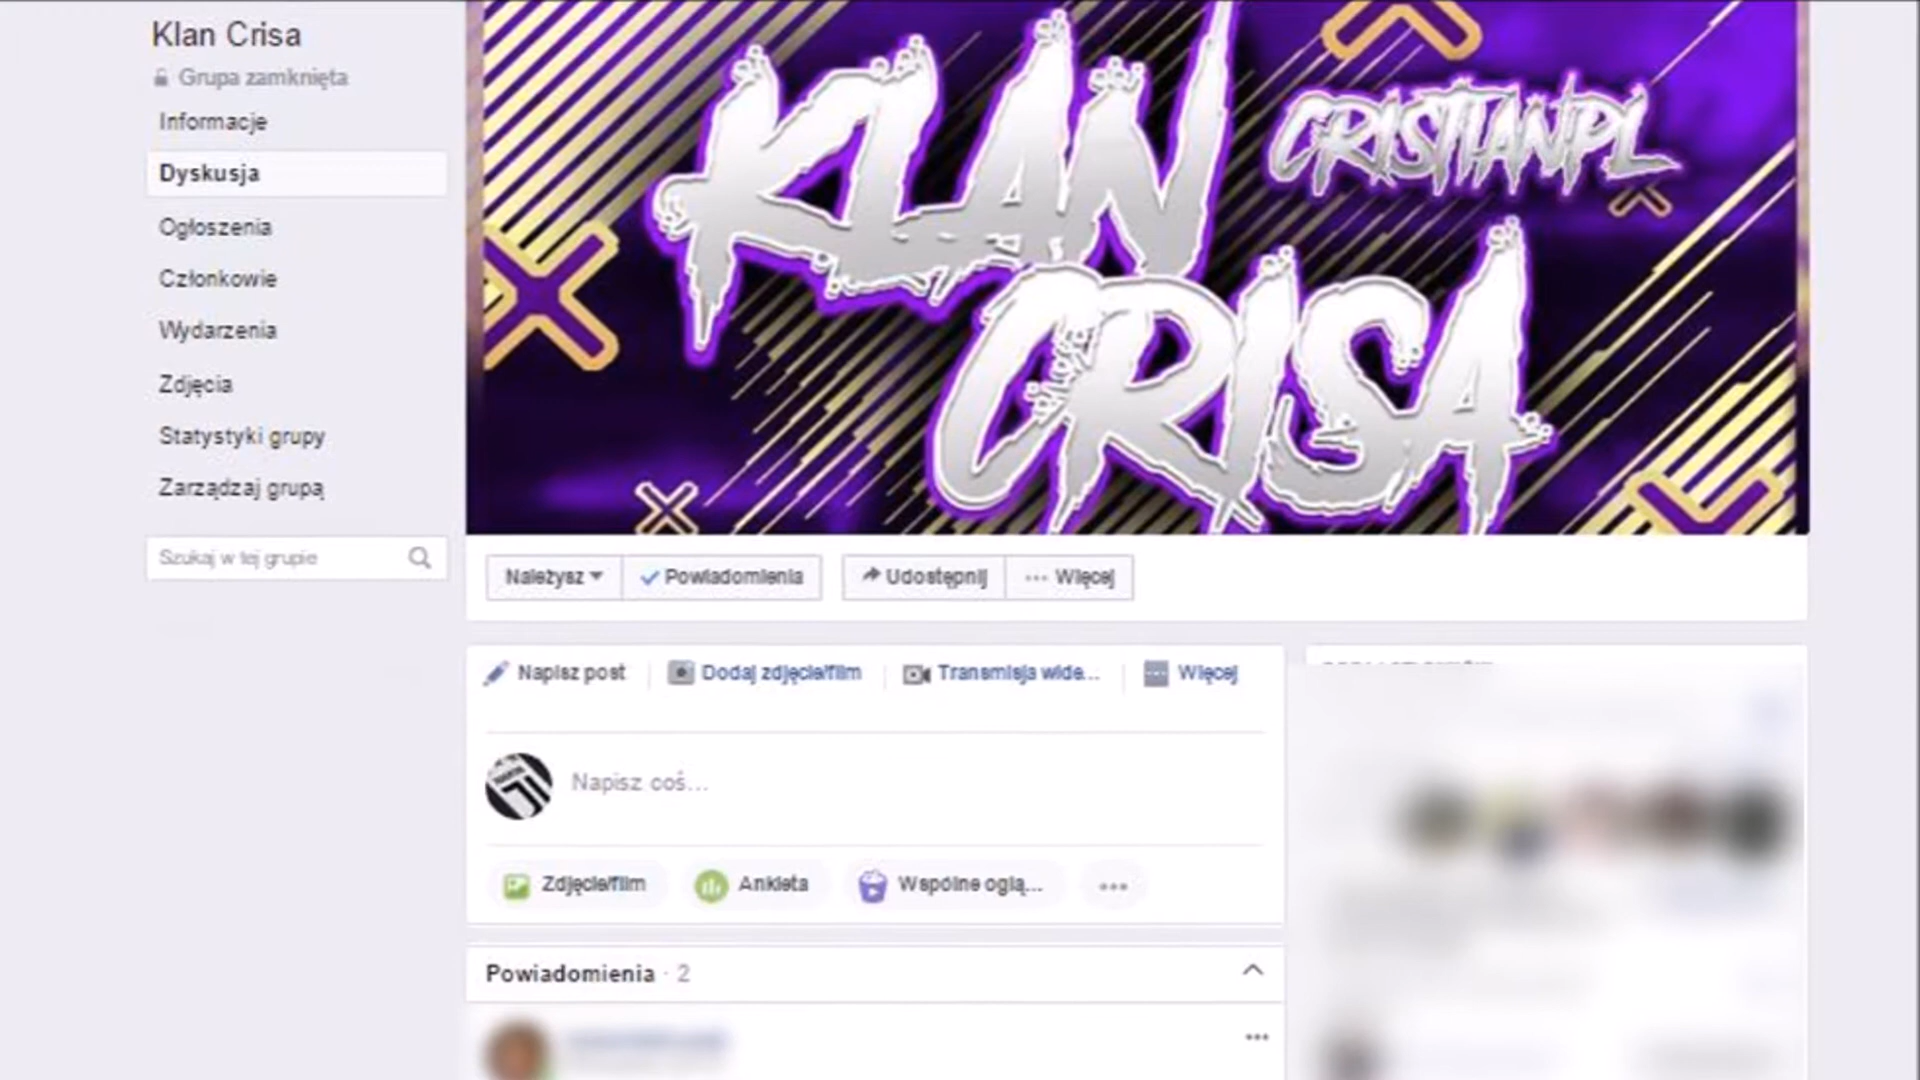 Klan Crisa
Grupa zamknięta
Informacje
Dyskusja
Ogłoszenia
Członkowie
Wydarzenia
Zdjęcia
Statystyki grupy
Zarządzaj grupą
Szukaj w tej grupie
KLAN
CRISTIANPL
CRISA
Należysz
Powiadomienia
Udostępnij
Więcej
Napisz post
Dodaj zdjęcie/film
Transmisja wide...
Więcej
Napisz coś...
Zdjęcie/film
Ankieta
Wspólne oglą...
Powiadomienia · 2